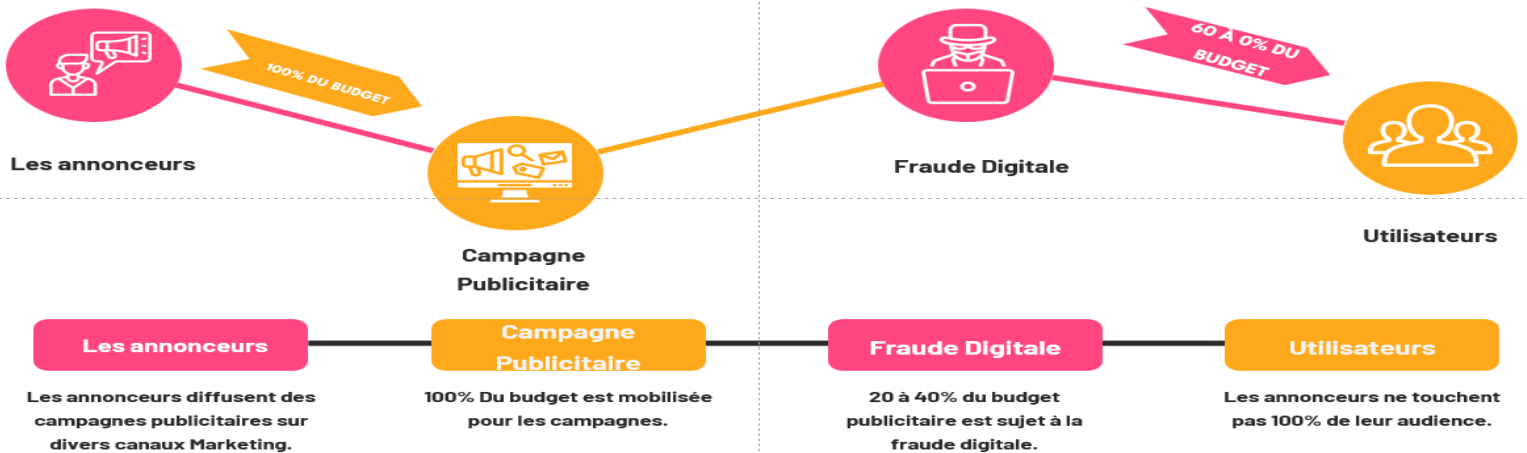 100% DU BUDGET
60 À 0% DU
BUDGET
Les annonceurs
Fraude Digitale
Utilisateurs
Campagne
Publicitaire
Les annonceurs
Campagne
Publicitaire
Fraude Digitale
Utilisateurs
Les annonceurs diffusent des
campagnes publicitaires sur
divers canaux Marketing.
100% Du budget est mobilisée
pour les campagnes.
20 à 40% du budget
publicitaire est sujet à la
fraude digitale.
Les annonceurs ne touchent
pas 100% de leur audience.